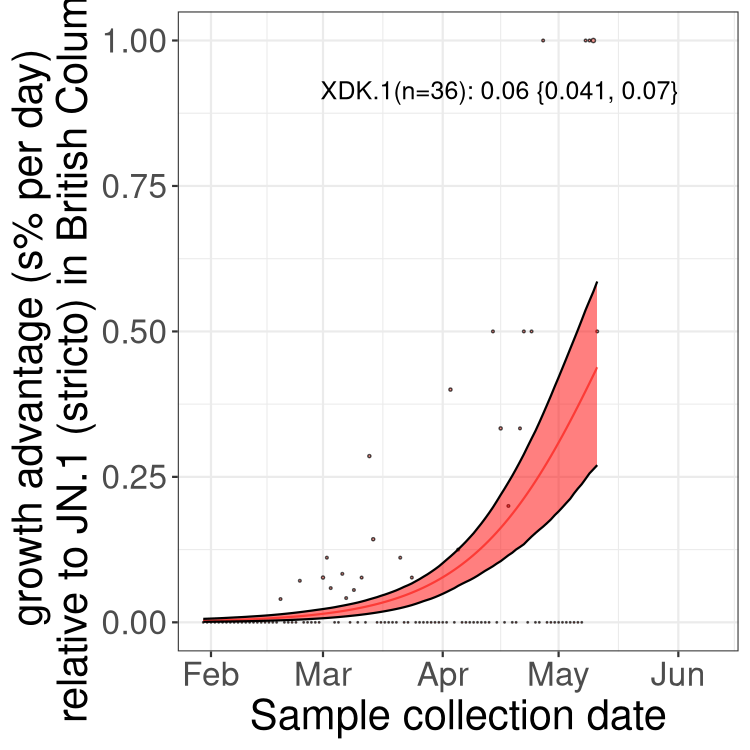 growth advantage (s% per day)
relative to JN.1 (stricto) in British Colum
1.00
0.75
0.50
0.25
0.00
XDK.1(n=36): 0.06 {0.041, 0.07}
Feb Mar Apr May Jun
Sample collection date